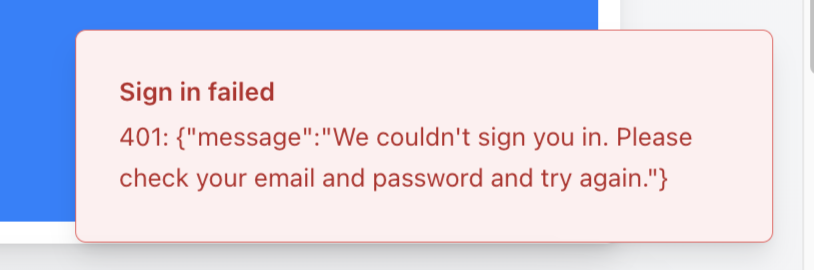 Sign in failed
401: {"message":"We couldn't sign you in. Please
check your email and password and try again."}